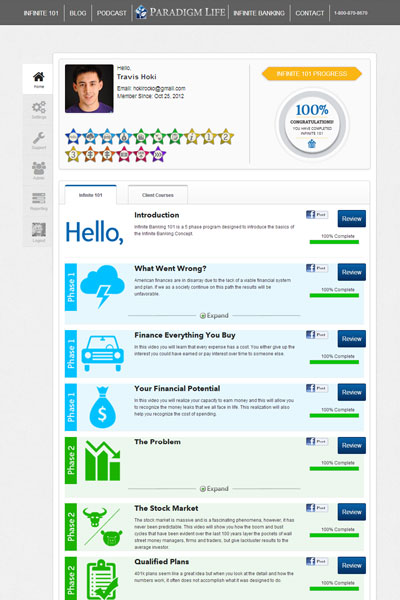 INFINITE 101
BLOG
PODCAST
PARADIGM LIFE
INFINITE BANKING
CONTACT
1-800-870-8670
Home
Settings
Support
Admin
Reporting
Logout
Hello,
Travis Hoki
Email: hokirocks@gmail.com
Member Since: Oct 25, 2012
INFINITE 101 PROGRESS
100%
CONGRATULATIONS!
YOU HAVE COMPLETED
INFINITE 101
1 2
3
Infinite 101
Client Courses
Hello,
Introduction
Infinite Banking 101 is a 5 phase program designed to introduce the basics of
the Infinite Banking Concept.
Post
Review
100% Complete
Phase 1
What Went Wrong?
American finances are in disarray due to the lack of a viable financial system
and plan. If we as a society continue on this path the results will be
unfavorable.
Post
Review
100% Complete
Expand
Phase 1
Finance Everything You Buy
In this video you will learn that every expense has a cost. You either give up the
interest you could have earned or pay interest over time to someone else.
Post
Review
100% Complete
Phase 1
Your Financial Potential
In this video you will realize your capacity to earn money and this will allow you
to recognize the money leaks that we all face in life. This realization will also
help you recognize the cost of spending.
Post
Review
100% Complete
Phase 2
The Problem
Post
Review
100% Complete
Expand
Phase 2
The Stock Market
The stock market is massive and is a fascinating phenomena, however, it has
never been predictable. This video will show you how the boom and bust
cycles that have been evident over the last 100 years layer the pockets of wall
street money managers, firms and traders, but give lackluster results to the
average investor.
Post
Review
100% Complete
Phase 2
Qualified Plans
401k plans seem like a great idea but when you look at the detail and how the
numbers work, it often does not accomplish what it was designed to do.
Post
Review
100% Complete